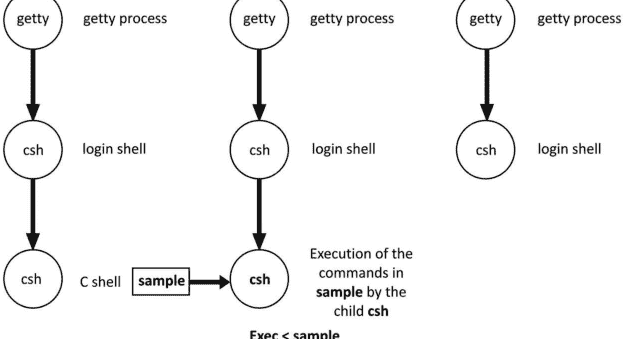 getty getty process getty getty process getty getty process
csh login shell csh login shell csh login shell
csh C shell sample csh
Execution of the
commands in
sample by the
child csh
Exec < sample